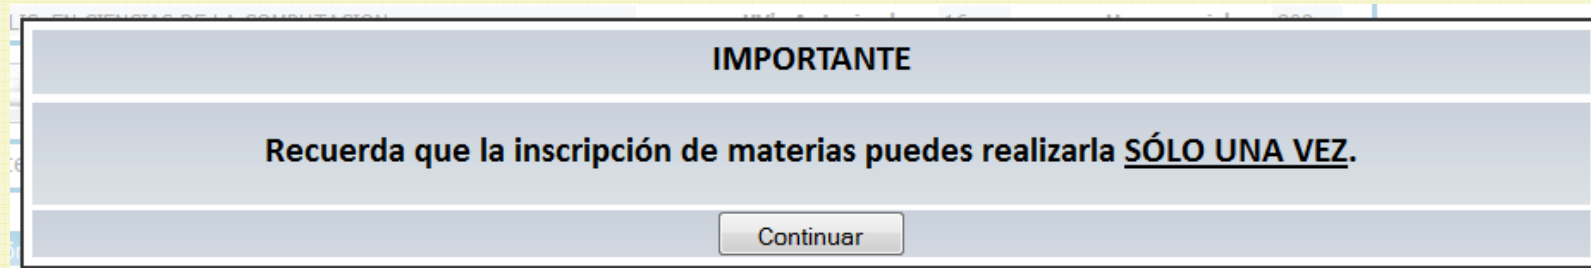 IMPORTANTE
Recuerda que la inscripción de materias puedes realizarla SÓLO UNA VEZ.
Continuar